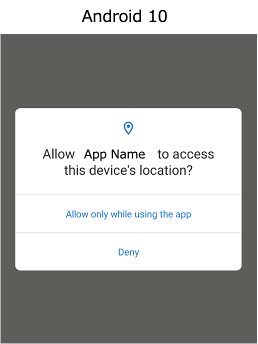 Android 10
Allow App Name to access
this device's location?
Allow only while using the app
Deny